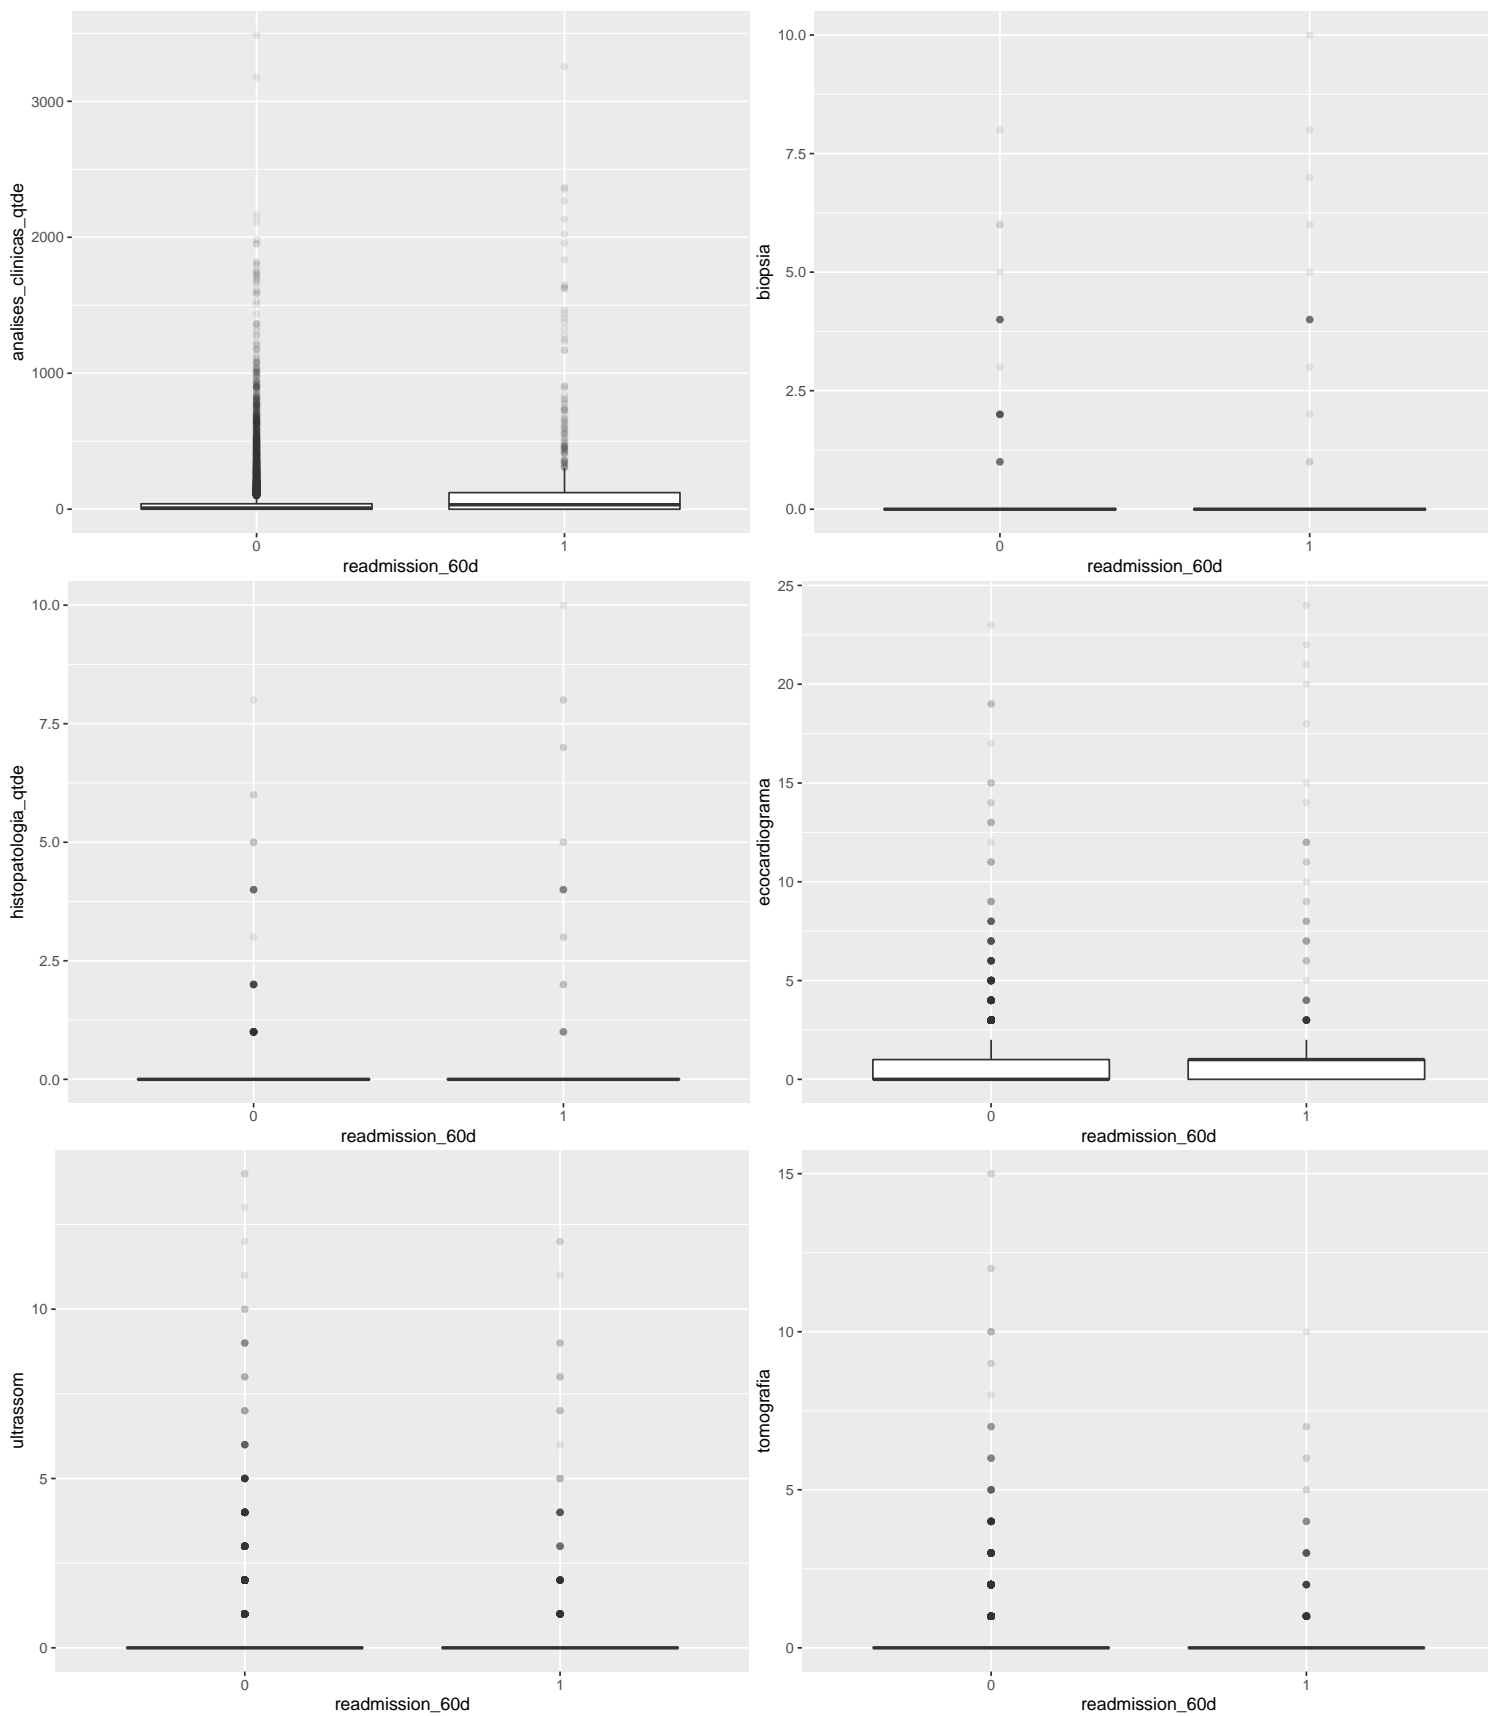 analises_clinicas_qtde
3000
2000
1000
0
0 1
readmission_60d
biopsia
10.0
7.5
5.0
2.5
0.0
0 1
readmission_60d
histopatologia_qtde
10.0
7.5
5.0
2.5
0.0
0 1
readmission_60d
ecocardiograma
25
20
15
10
5
0
0 1
readmission_60d
ultrassom
10
5
0
0 1
readmission_60d
tomografia
15
10
5
0
0 1
readmission_60d